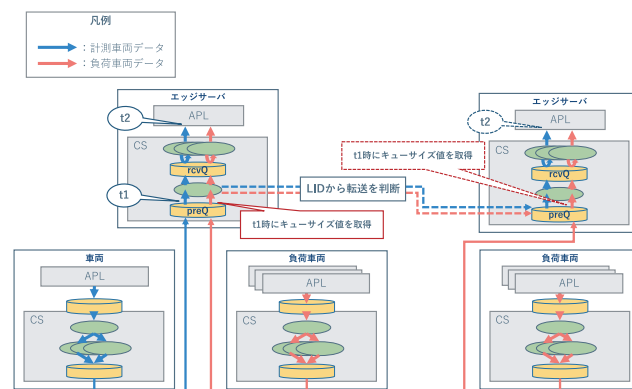 凡例
：計測車両データ
：負荷車両データ
エッジサーバ
t2
APL
CS
rcvQ
t1
preQ
t1時にキューサイズ値を取得
LIDから転送を判断
エッジサーバ
t2
APL
CS
t1時にキューサイズ値を取得
rcvQ
preQ
車両
APL
CS
負荷車両
APL
CS
負荷車両
APL
CS